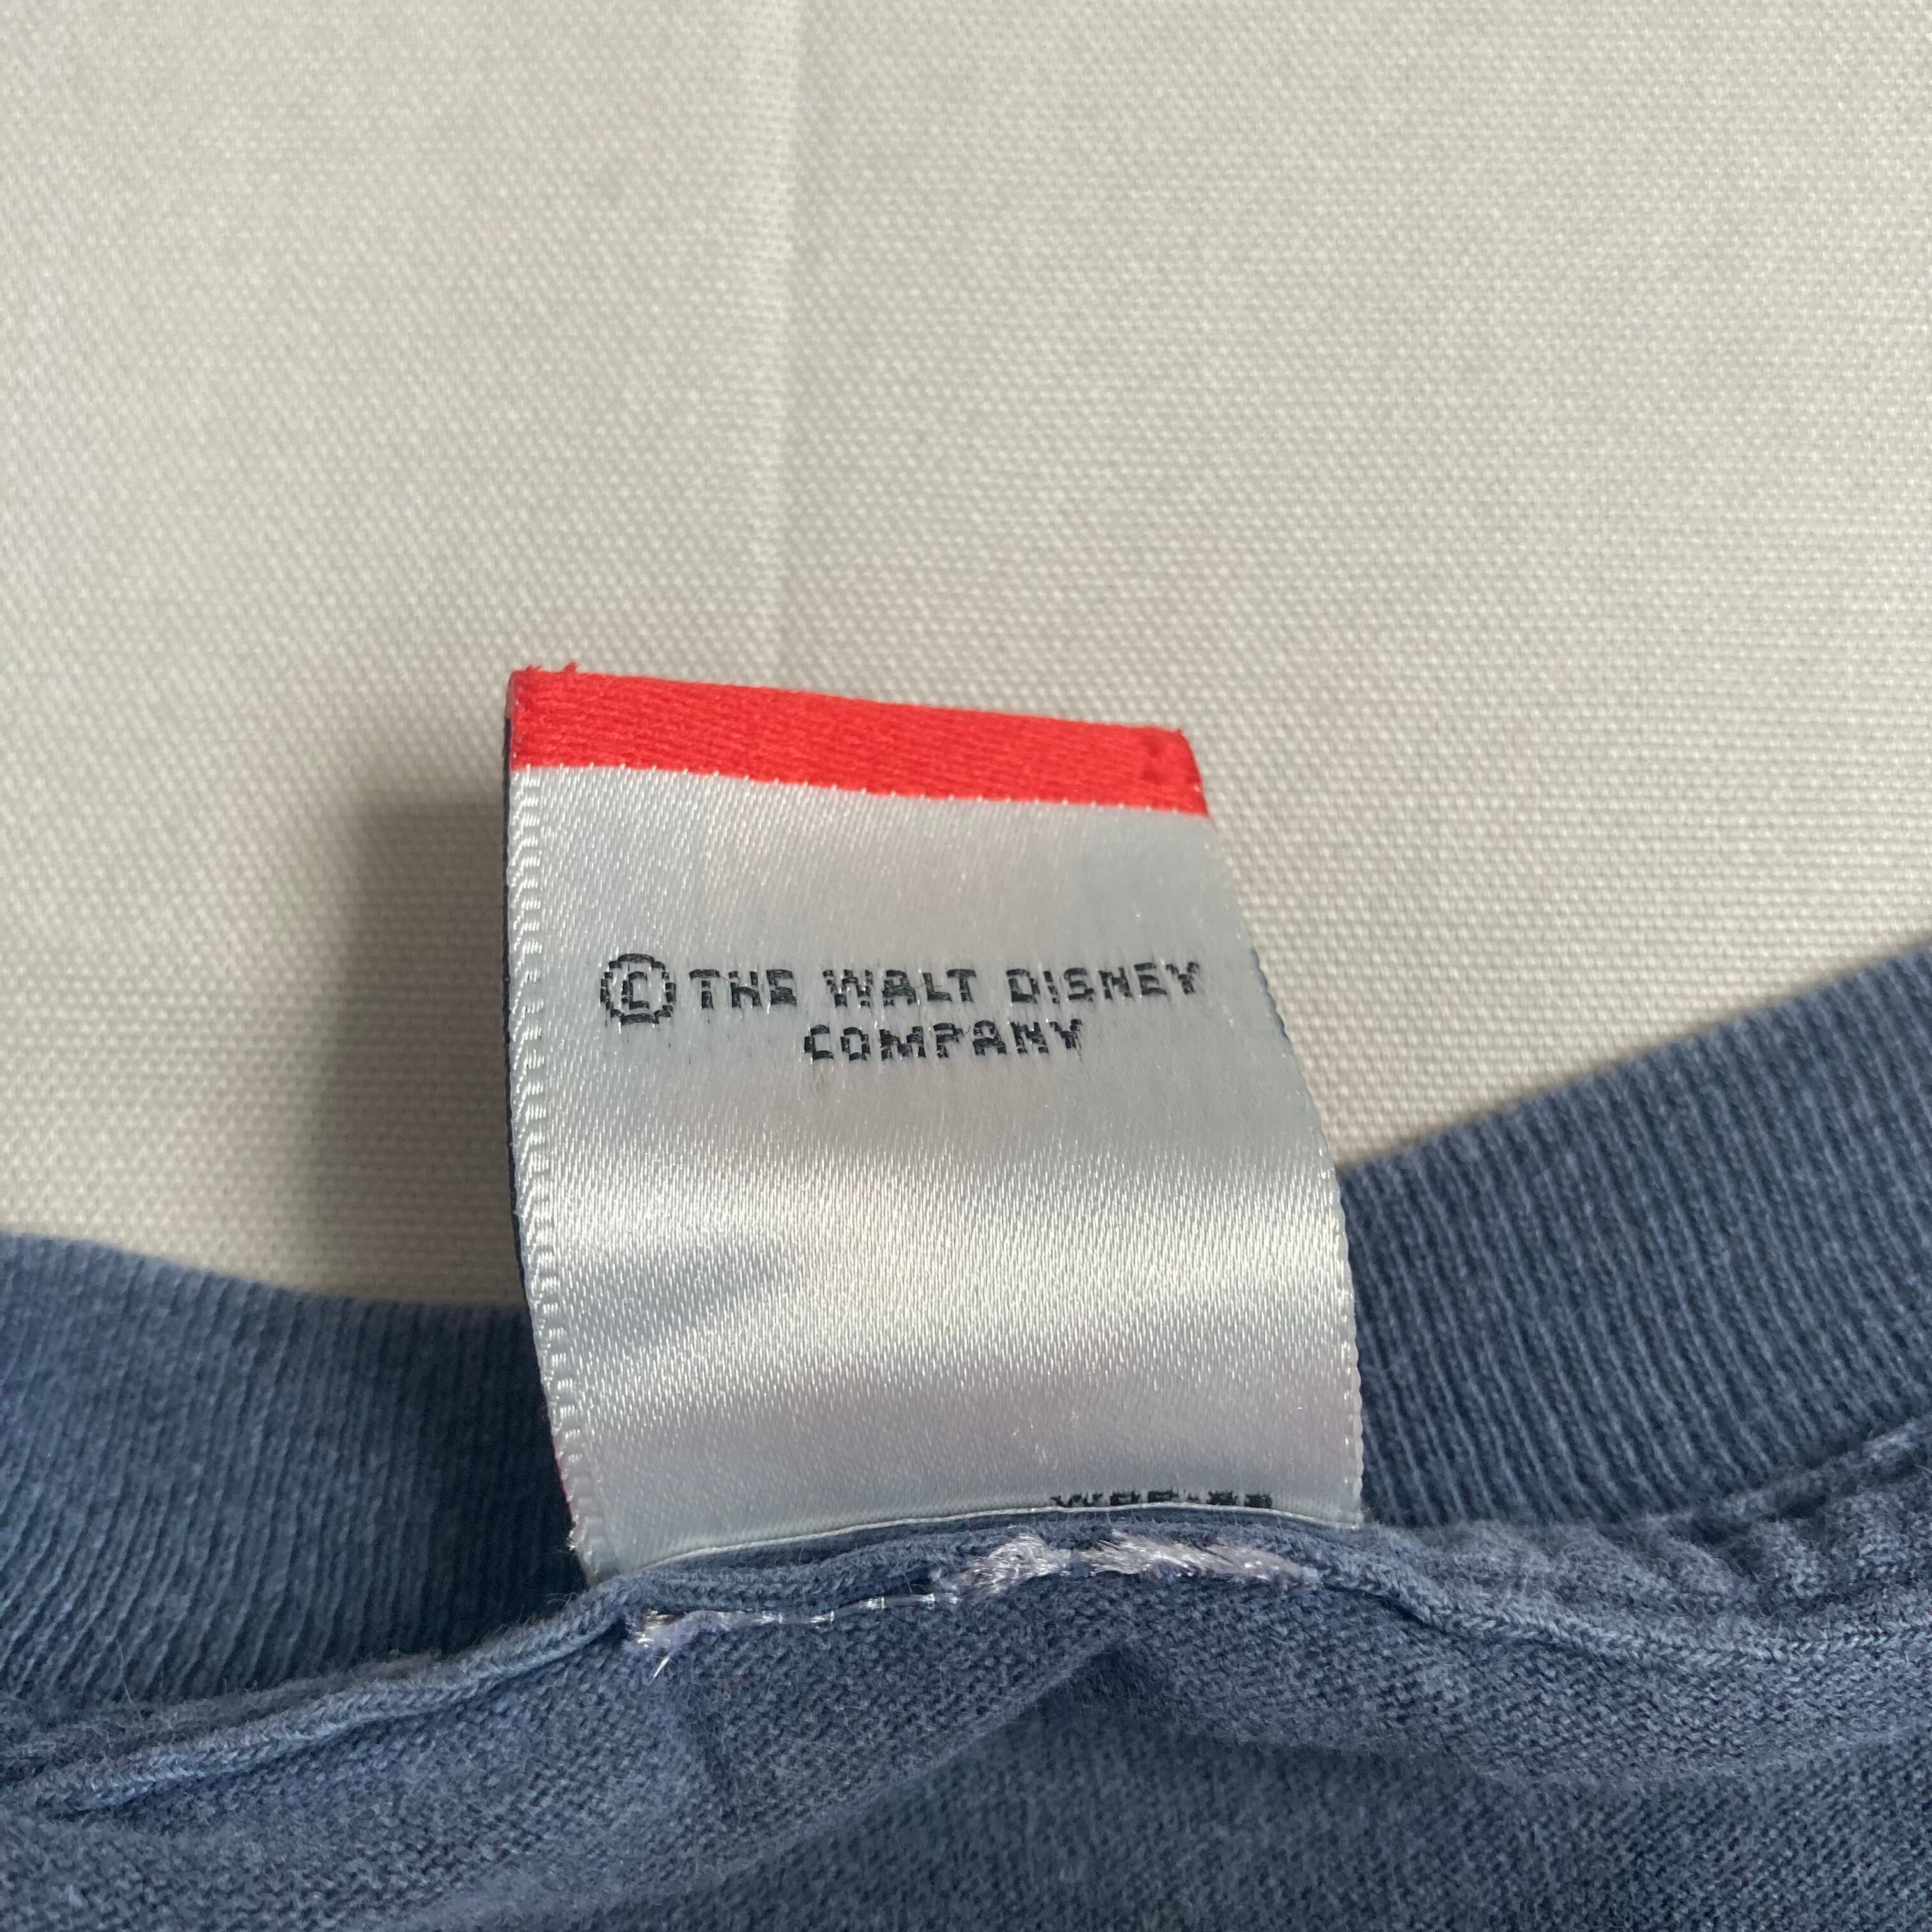 © THE WALT DISNEY
COMPANY